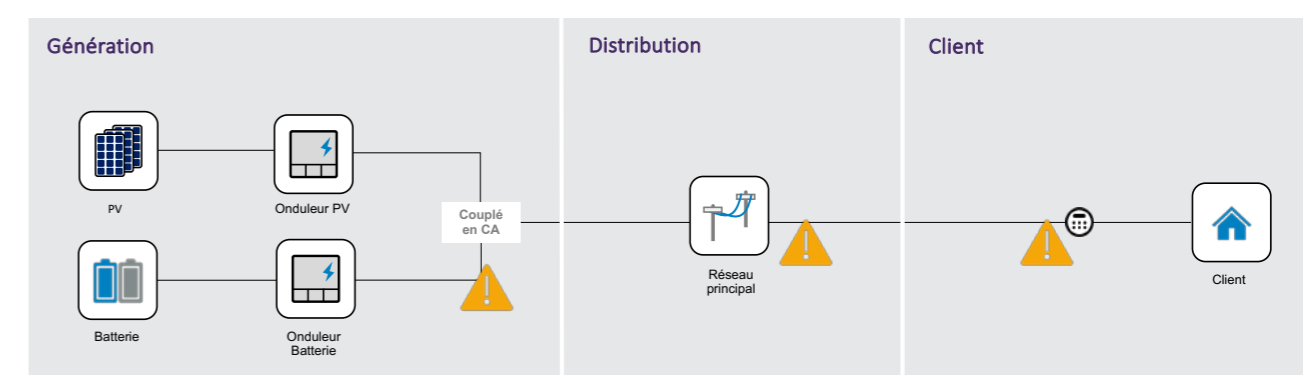 Génération
Distribution
Client
PV
Onduleur PV
Couplé
en CA
Batterie
Onduleur
Batterie
Réseau
principal
Client